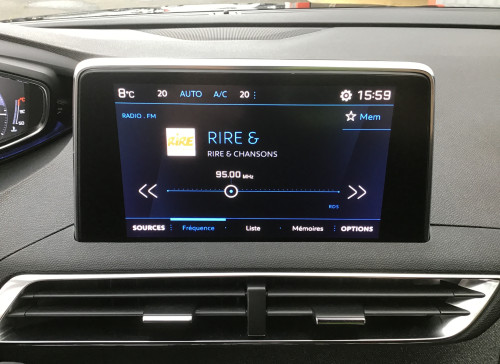 8°C 20 AUTO A/C 20 15:59
RADIO . FM
Mem
RIRE
RIRE &
RIRE & CHANSONS
95.00 MHz
RDS
SOURCES Fréquence Liste Mémoires OPTIONS